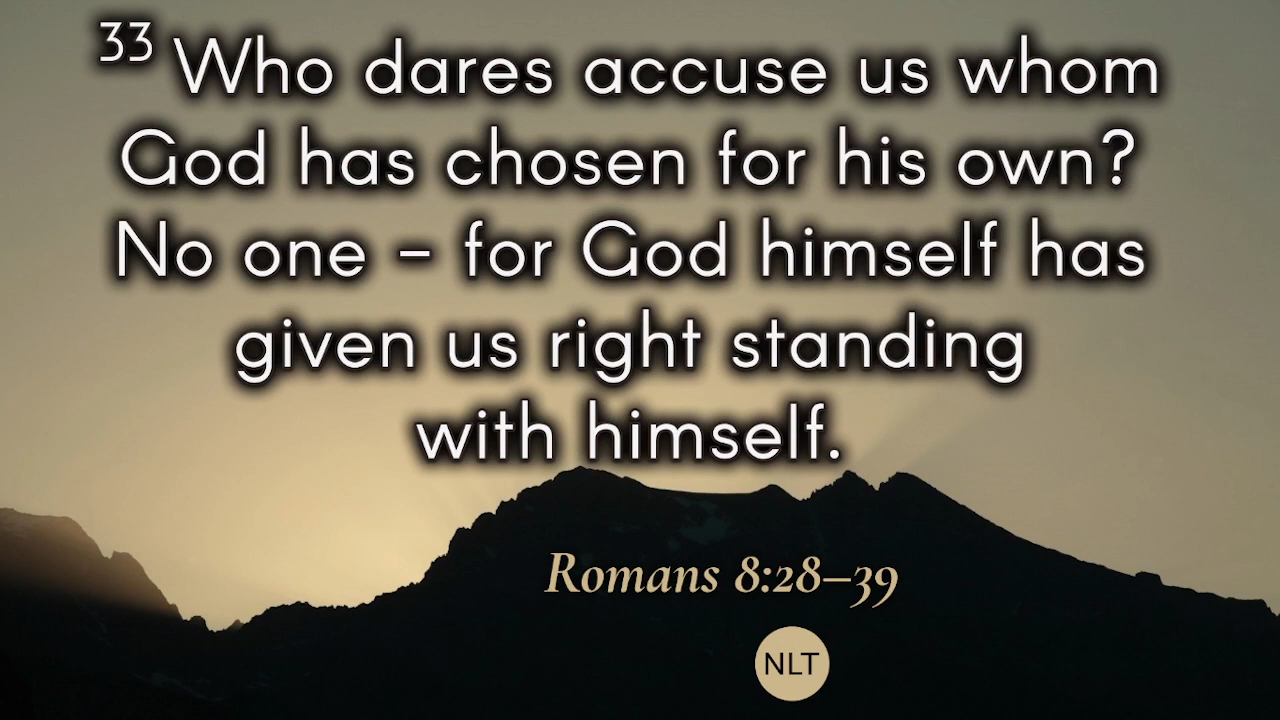 33 Who dares accuse us whom
God has chosen for his own?
No one – for God himself has
given us right standing
with himself.
Romans 8:28–39
NLT